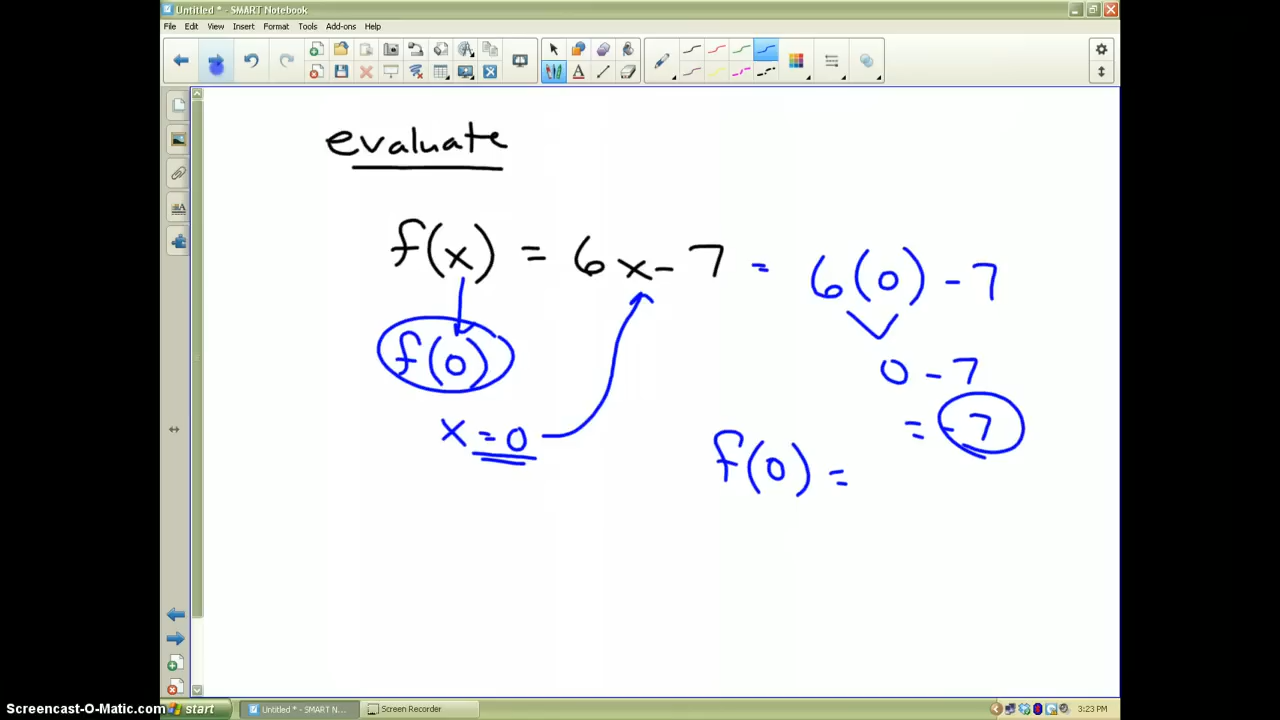 Untitled * - SMART Notebook
File Edit View Insert Format Tools Add-ons Help
evaluate
f(x) = 6x - 7 = 6(0) - 7
f(0)
0 - 7
x = 0
= -7
f(0) =
Screencast-O-Matic.com
start
Untitled * - SMART N...
Screen Recorder
3:23 PM